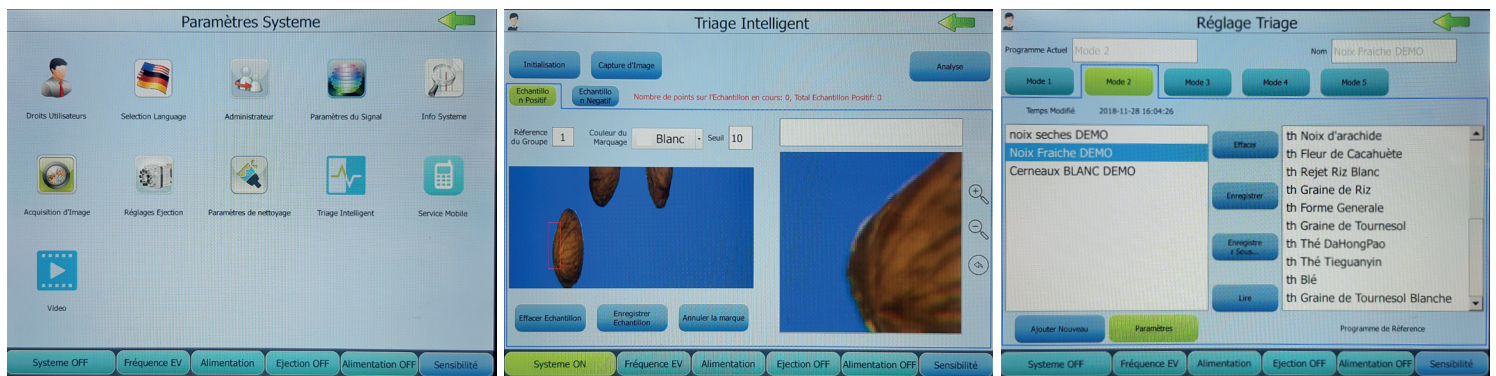 Paramètres Systeme
Droits Utilisateurs
Selection Language
Administrateur
Paramètres du Signal
Info Systeme
Acquisition d'Image
Réglages Ejection
Paramètres de nettoyage
Triage Intelligent
Service Mobile
Video
Systeme OFF
Fréquence EV
Alimentation
Ejection OFF
Alimentation OFF
Sensibilité
Triage Intelligent
Initialisation
Capture d'Image
Analyse
Echantillo
n Positif
Echantillo
n Negatif
Nombre de points sur l'Echantillon en cours: 0, Total Echantillon Positif: 0
Réference
du Groupe
1
Couleur du
Marquage
Blanc
Seuil
10
Effacer Echantillon
Enregistrer
Echantillon
Annuler la marque
Systeme ON
Fréquence EV
Alimentation
Ejection OFF
Alimentation OFF
Sensibilité
Réglage Triage
Programme Actuel
Mode 2
Nom
Noix Fraiche DEMO
Mode 1
Mode 2
Mode 3
Mode 4
Mode 5
Temps Modifié
2018-11-28 16:04:26
noix seches DEMO
Noix Fraiche DEMO
Cerneaux BLANC DEMO
Effacer
Enregistrer
Enregistre
r Sous...
Lire
th Noix d'arachide
th Fleur de Cacahuète
th Rejet Riz Blanc
th Graine de Riz
th Forme Generale
th Graine de Tournesol
th Thé DaHongPao
th Thé Tieguanyin
th Blé
th Graine de Tournesol Blanche
Ajouter Nouveau
Paramètres
Programme de Réference
Systeme OFF
Fréquence EV
Alimentation
Ejection OFF
Alimentation OFF
Sensibilité